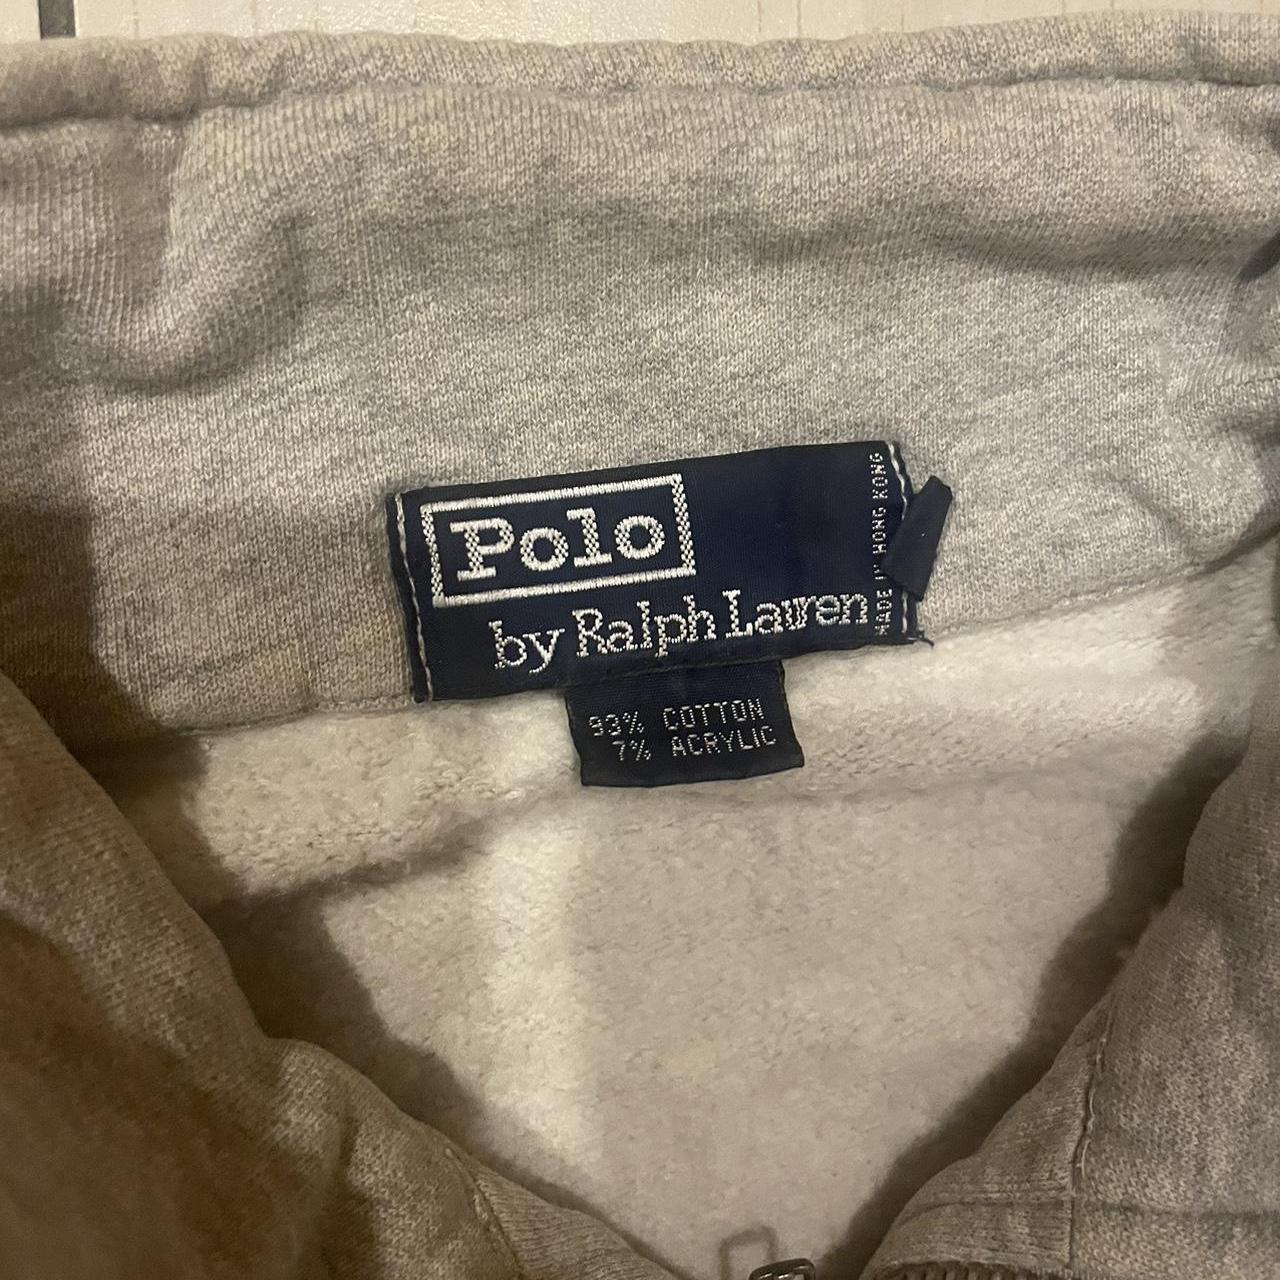 Polo
by Ralph Lauren
MADE IN HONG KONG
93% COTTON
7% ACRYLIC